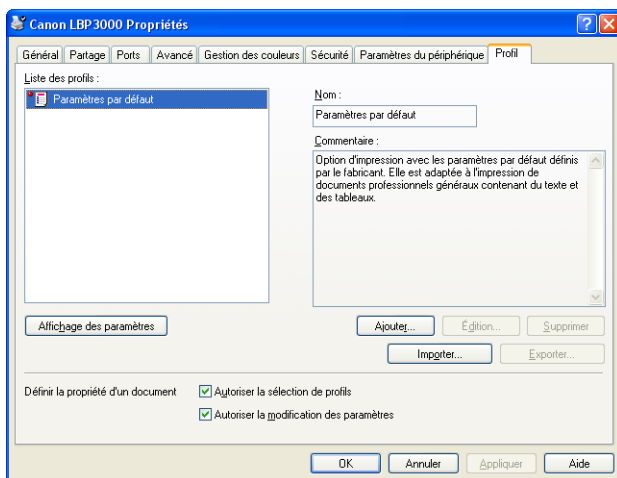 Canon LBP3000 Propriétés
Général Partage Ports Avancé Gestion des couleurs Sécurité Paramètres du périphérique Profil
Liste des profils :
Paramètres par défaut
Nom :
Paramètres par défaut
Commentaire :
Option d'impression avec les paramètres par défaut définis
par le fabricant. Elle est adaptée à l'impression de
documents professionnels généraux contenant du texte et
des tableaux.
Affichage des paramètres
Ajouter... Édition... Supprimer
Importer... Exporter...
Définir la propriété d'un document
Autoriser la sélection de profils
Autoriser la modification des paramètres
OK Annuler Appliquer Aide